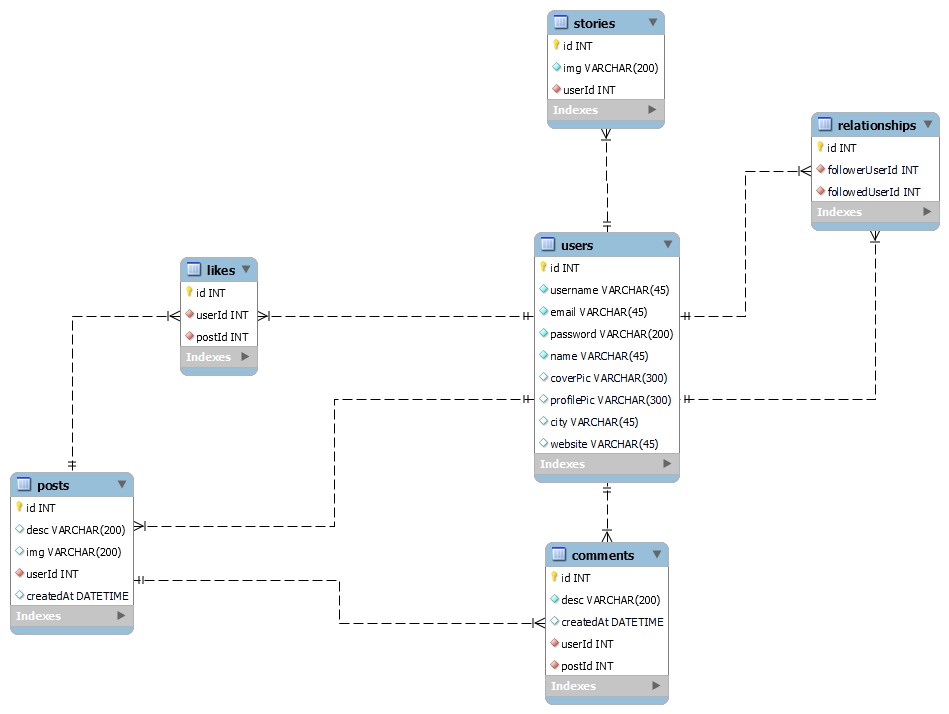 stories
id INT
img VARCHAR(200)
userId INT
Indexes
relationships
id INT
followerUserId INT
followedUserId INT
Indexes
users
id INT
username VARCHAR(45)
email VARCHAR(45)
password VARCHAR(200)
name VARCHAR(45)
coverPic VARCHAR(300)
profilePic VARCHAR(300)
city VARCHAR(45)
website VARCHAR(45)
Indexes
likes
id INT
userId INT
postId INT
Indexes
posts
id INT
desc VARCHAR(200)
img VARCHAR(200)
userId INT
createdAt DATETIME
Indexes
comments
id INT
desc VARCHAR(200)
createdAt DATETIME
userId INT
postId INT
Indexes